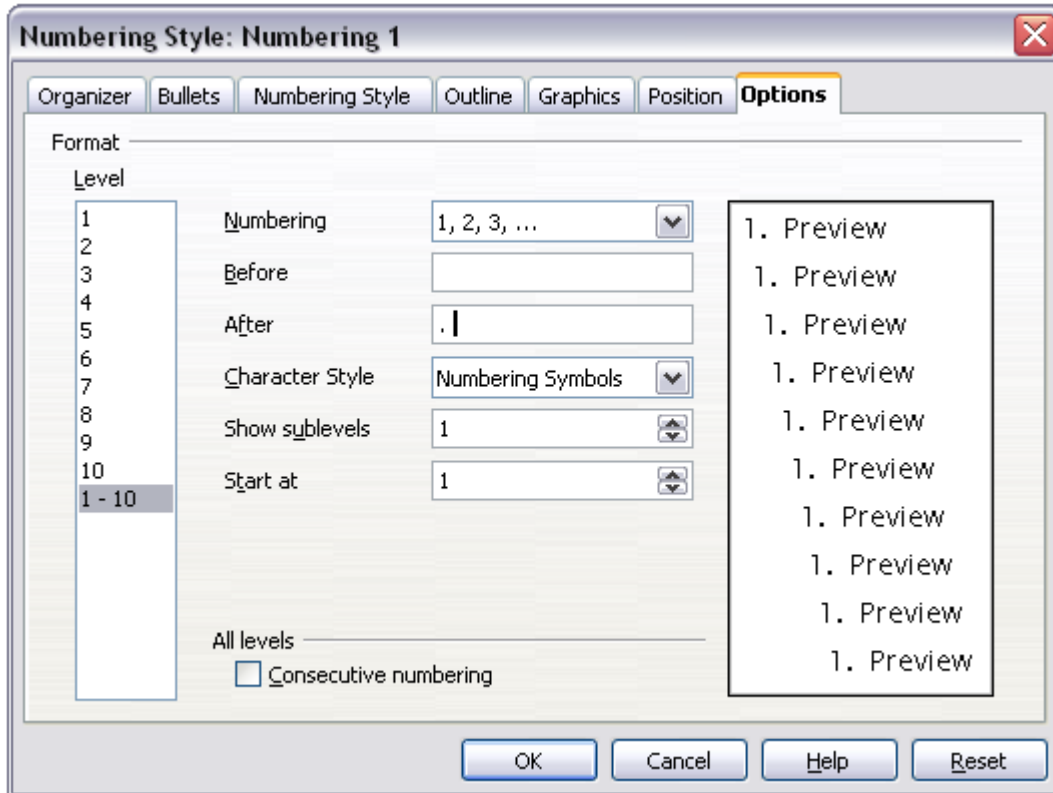 Numbering Style: Numbering 1
Organizer Bullets Numbering Style Outline Graphics Position Options
Format
Level
1
2
3
4
5
6
7
8
9
10
1 - 10
Numbering 1, 2, 3, ...
Before
After .
Character Style Numbering Symbols
Show sublevels 1
Start at 1
All levels
Consecutive numbering
1. Preview
1. Preview
1. Preview
1. Preview
1. Preview
1. Preview
1. Preview
1. Preview
1. Preview
1. Preview
OK Cancel Help Reset